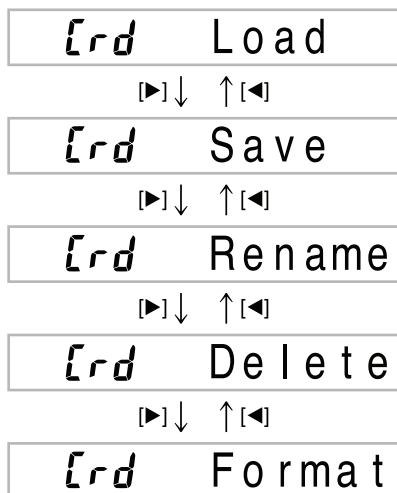 Crd Load
[►]↓ ↑[◄]
Crd Save
[►]↓ ↑[◄]
Crd Rename
[►]↓ ↑[◄]
Crd Delete
[►]↓ ↑[◄]
Crd Format